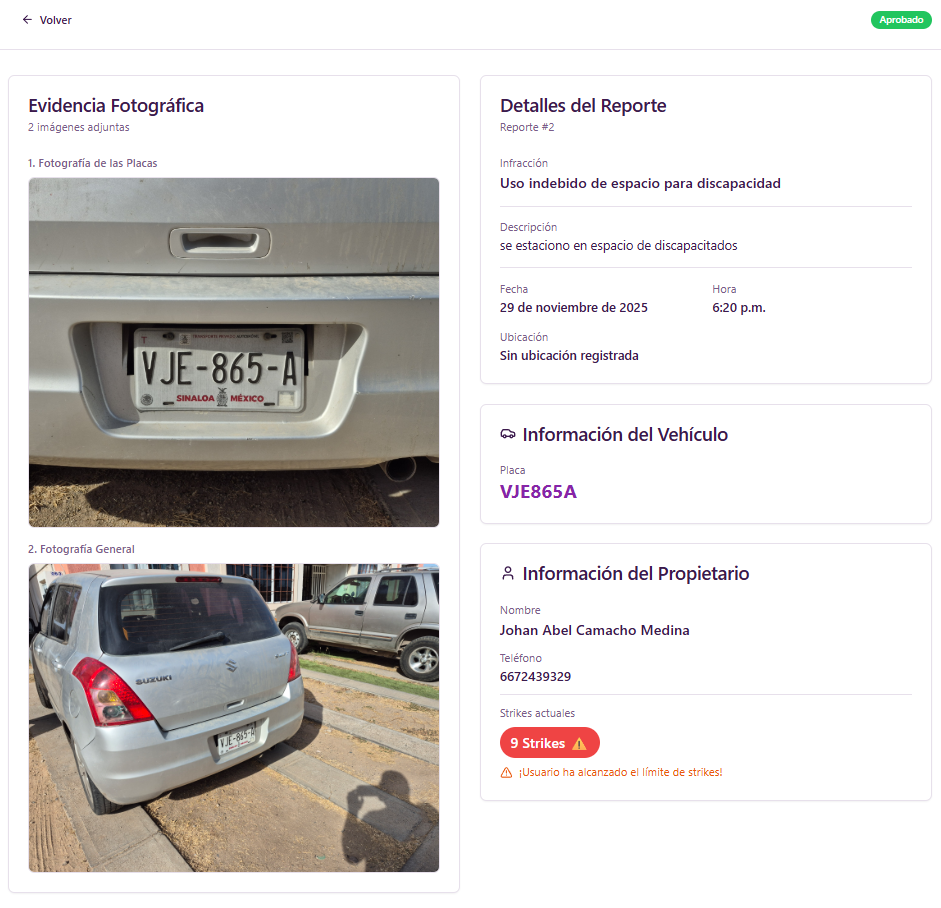 Volver
Aprobado
Evidencia Fotográfica
2 imágenes adjuntas
1. Fotografía de las Placas
VJE-865-A
SINALOA MÉXICO
2. Fotografía General
SUZUKI
VJE-865-A
Detalles del Reporte
Reporte #2
Infracción
Uso indebido de espacio para discapacidad
Descripción
se estaciono en espacio de discapacitados
Fecha
Hora
29 de noviembre de 2025
6:20 p.m.
Ubicación
Sin ubicación registrada
Información del Vehículo
Placa
VJE865A
Información del Propietario
Nombre
Johan Abel Camacho Medina
Teléfono
6672439329
Strikes actuales
9 Strikes
¡Usuario ha alcanzado el límite de strikes!